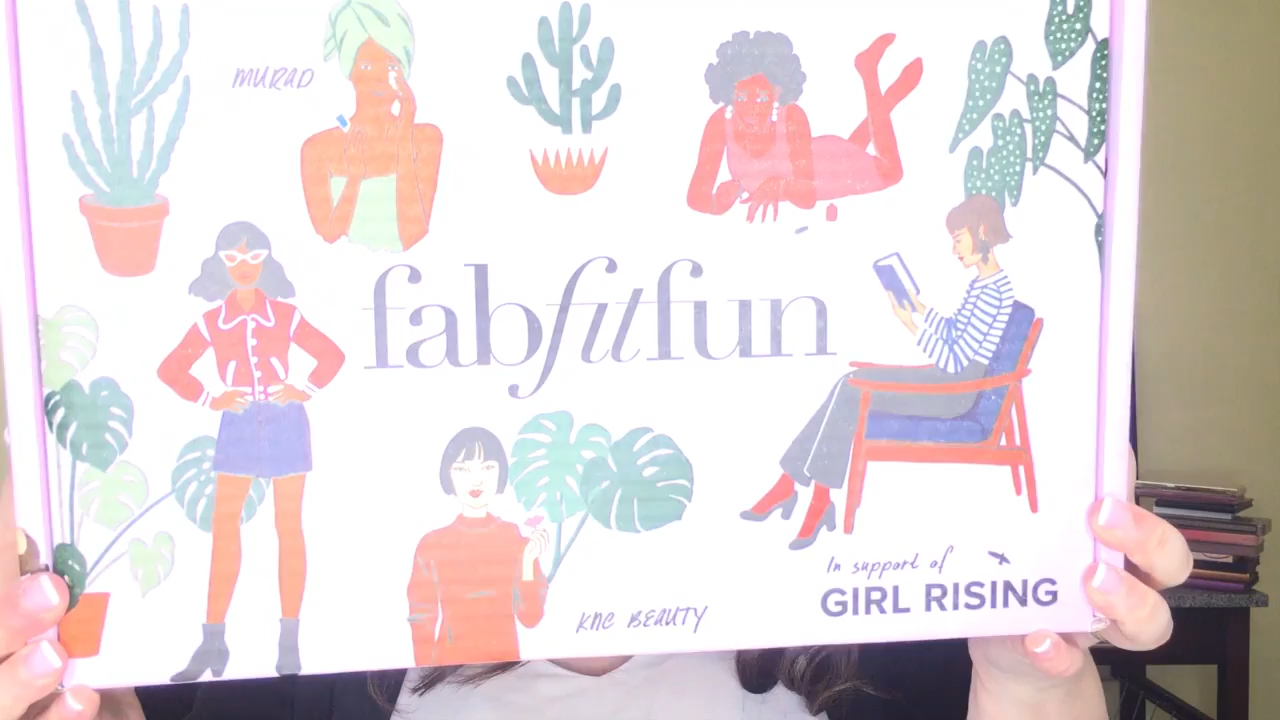 MURAD
fabfitfun
In support of
GIRL RISING
KNC BEAUTY